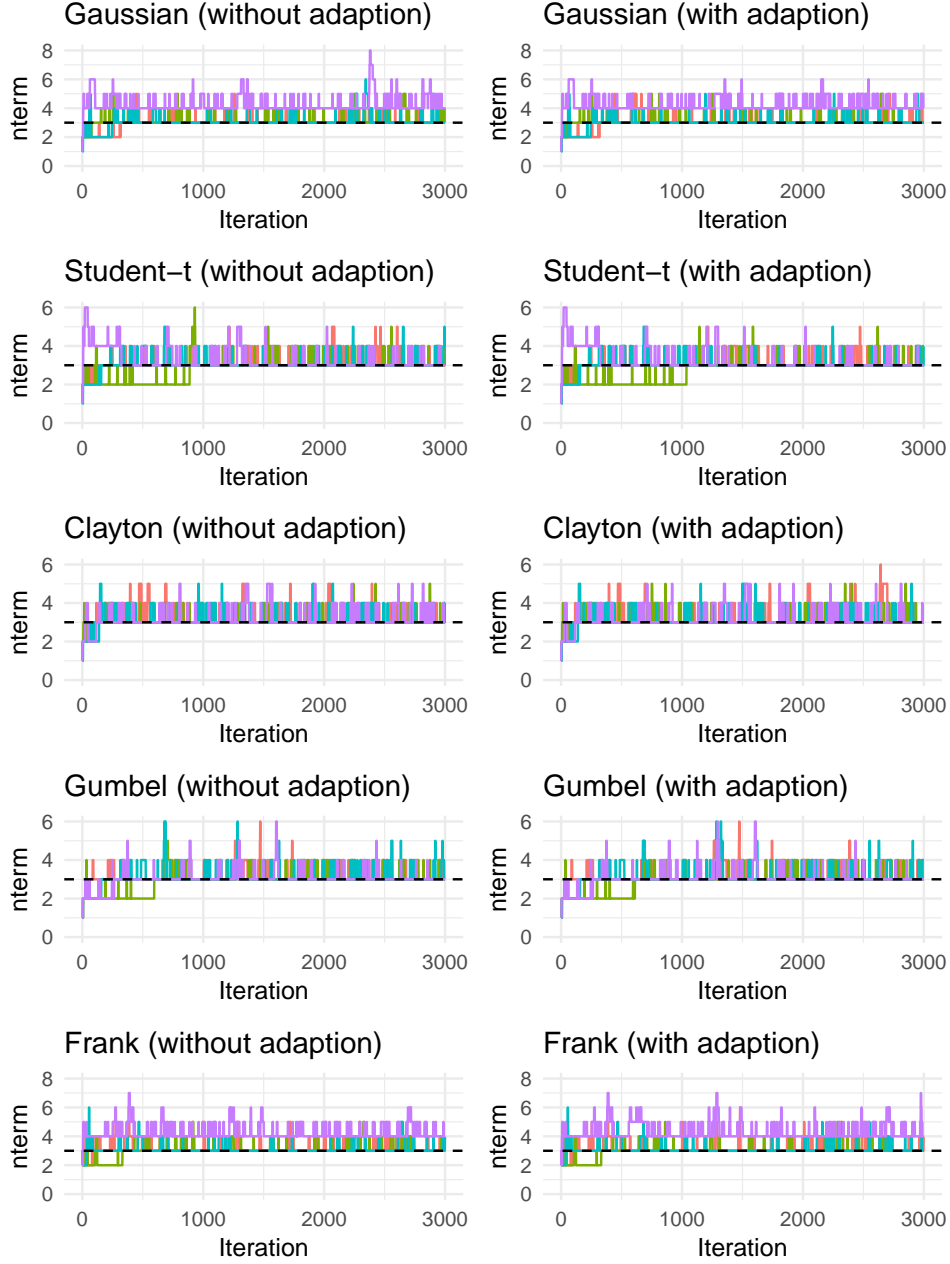 Gaussian (without adaption)
Gaussian (with adaption)
nterm
8
6
4
2
0
0 1000 2000 3000
Iteration
nterm
8
6
4
2
0
0 1000 2000 3000
Iteration
Student−t (without adaption)
Student−t (with adaption)
nterm
6
4
2
0
0 1000 2000 3000
Iteration
nterm
6
4
2
0
0 1000 2000 3000
Iteration
Clayton (without adaption)
Clayton (with adaption)
nterm
6
4
2
0
0 1000 2000 3000
Iteration
nterm
6
4
2
0
0 1000 2000 3000
Iteration
Gumbel (without adaption)
Gumbel (with adaption)
nterm
6
4
2
0
0 1000 2000 3000
Iteration
nterm
6
4
2
0
0 1000 2000 3000
Iteration
Frank (without adaption)
Frank (with adaption)
nterm
8
6
4
2
0
0 1000 2000 3000
Iteration
nterm
8
6
4
2
0
0 1000 2000 3000
Iteration